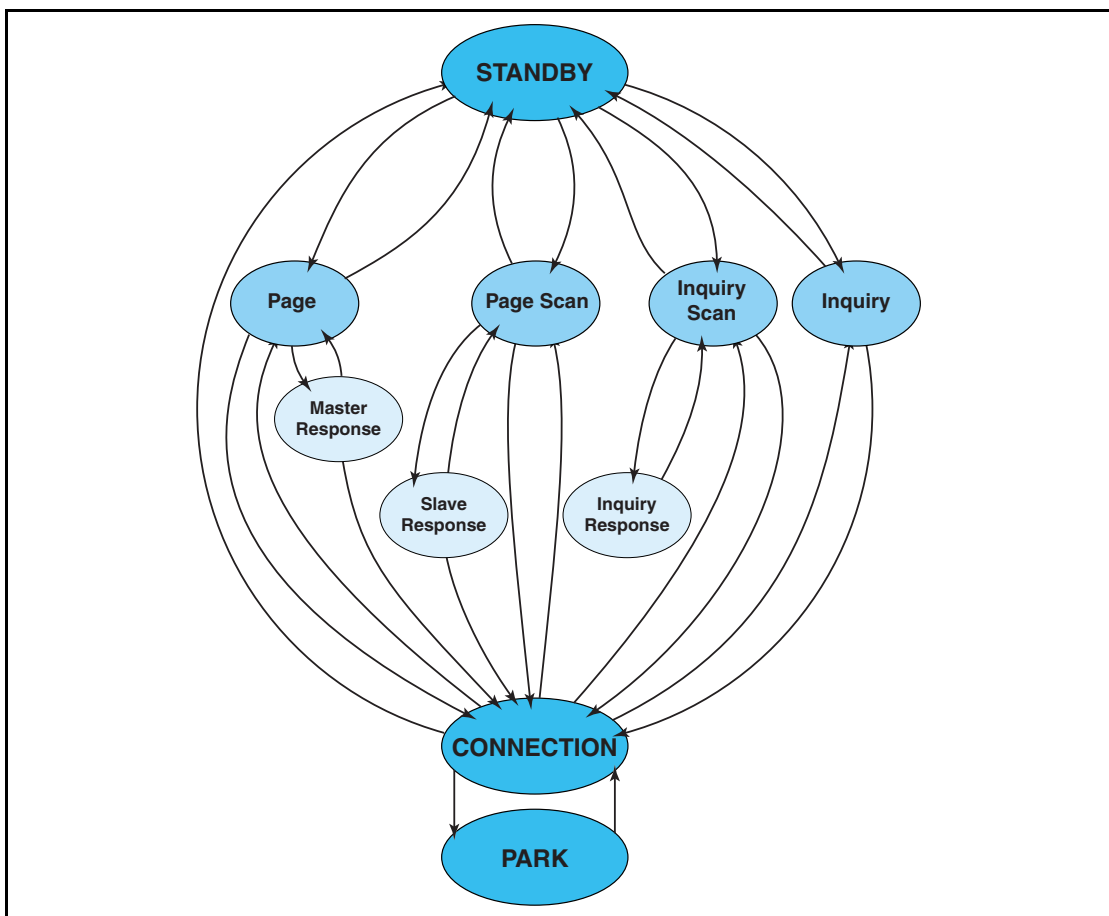 STANDBY
Page
Page Scan
Inquiry
Scan
Inquiry
Master
Response
Slave
Response
Inquiry
Response
CONNECTION
PARK